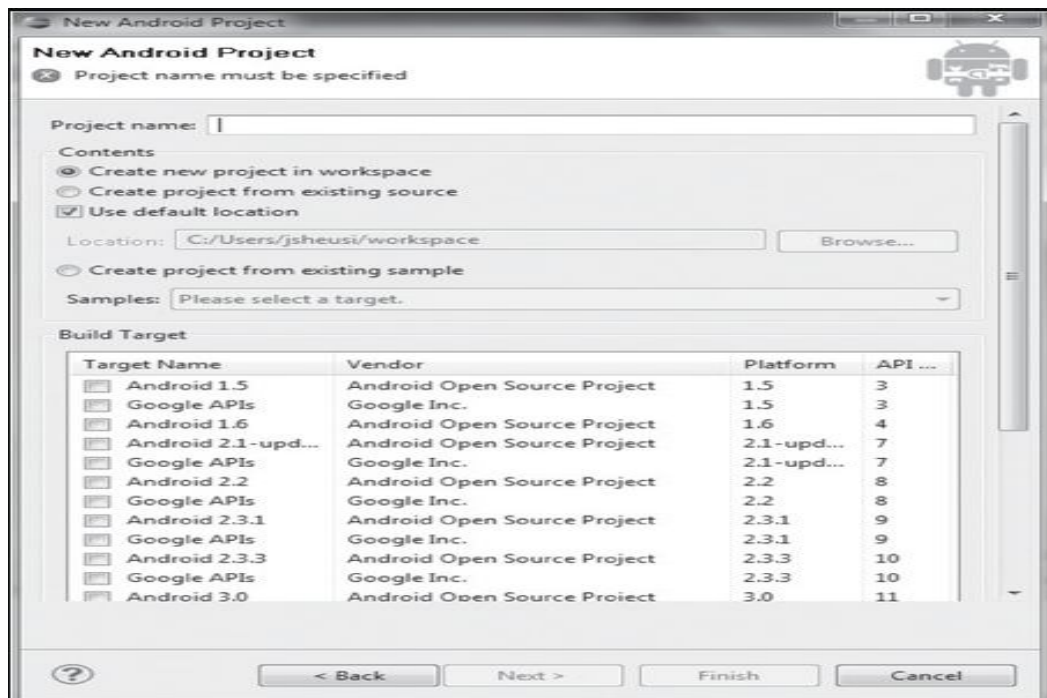 New Android Project
New Android Project
Project name must be specified
Project name:
Contents
Create new project in workspace
Create project from existing source
Use default location
Location: C:/Users/jsheusi/workspace Browse...
Create project from existing sample
Samples: Please select a target.
Build Target
Target Name Vendor Platform API ...
Android 1.5 Android Open Source Project 1.5 3
Google APIs Google Inc. 1.5 3
Android 1.6 Android Open Source Project 1.6 4
Android 2.1-upd... Android Open Source Project 2.1-upd... 7
Google APIs Google Inc. 2.1-upd... 7
Android 2.2 Android Open Source Project 2.2 8
Google APIs Google Inc. 2.2 8
Android 2.3.1 Android Open Source Project 2.3.1 9
Google APIs Google Inc. 2.3.1 9
Android 2.3.3 Android Open Source Project 2.3.3 10
Google APIs Google Inc. 2.3.3 10
Android 3.0 Android Open Source Project 3.0 11
? < Back Next > Finish Cancel